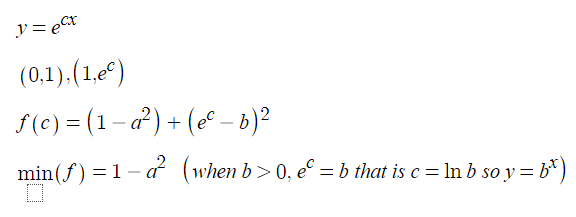 y = e^{cx}
(0,1),(1,e^c)
f(c) = (1 − a²) + (e^c − b)²
min(f) = 1 − a² (when b > 0, e^c = b that is c = ln b so y = b^x)